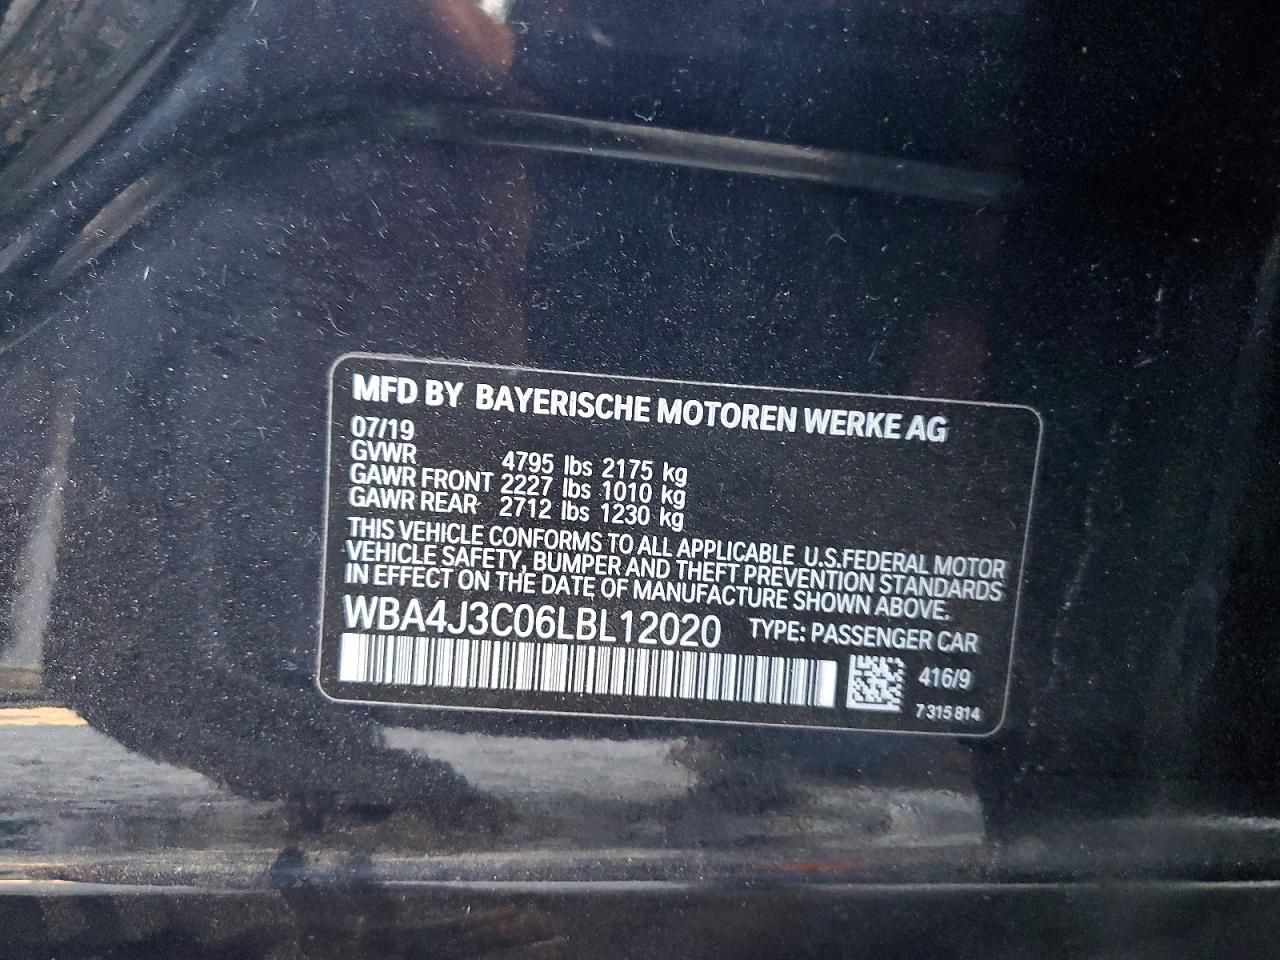 MFD BY BAYERISCHE MOTOREN WERKE AG
07/19
GVWR 4795 lbs 2175 kg
GAWR FRONT 2227 lbs 1010 kg
GAWR REAR 2712 lbs 1230 kg
THIS VEHICLE CONFORMS TO ALL APPLICABLE U.S.FEDERAL MOTOR
VEHICLE SAFETY, BUMPER AND THEFT PREVENTION STANDARDS
IN EFFECT ON THE DATE OF MANUFACTURE SHOWN ABOVE.
WBA4J3C06LBL12020 TYPE: PASSENGER CAR
416/9
7 315 814